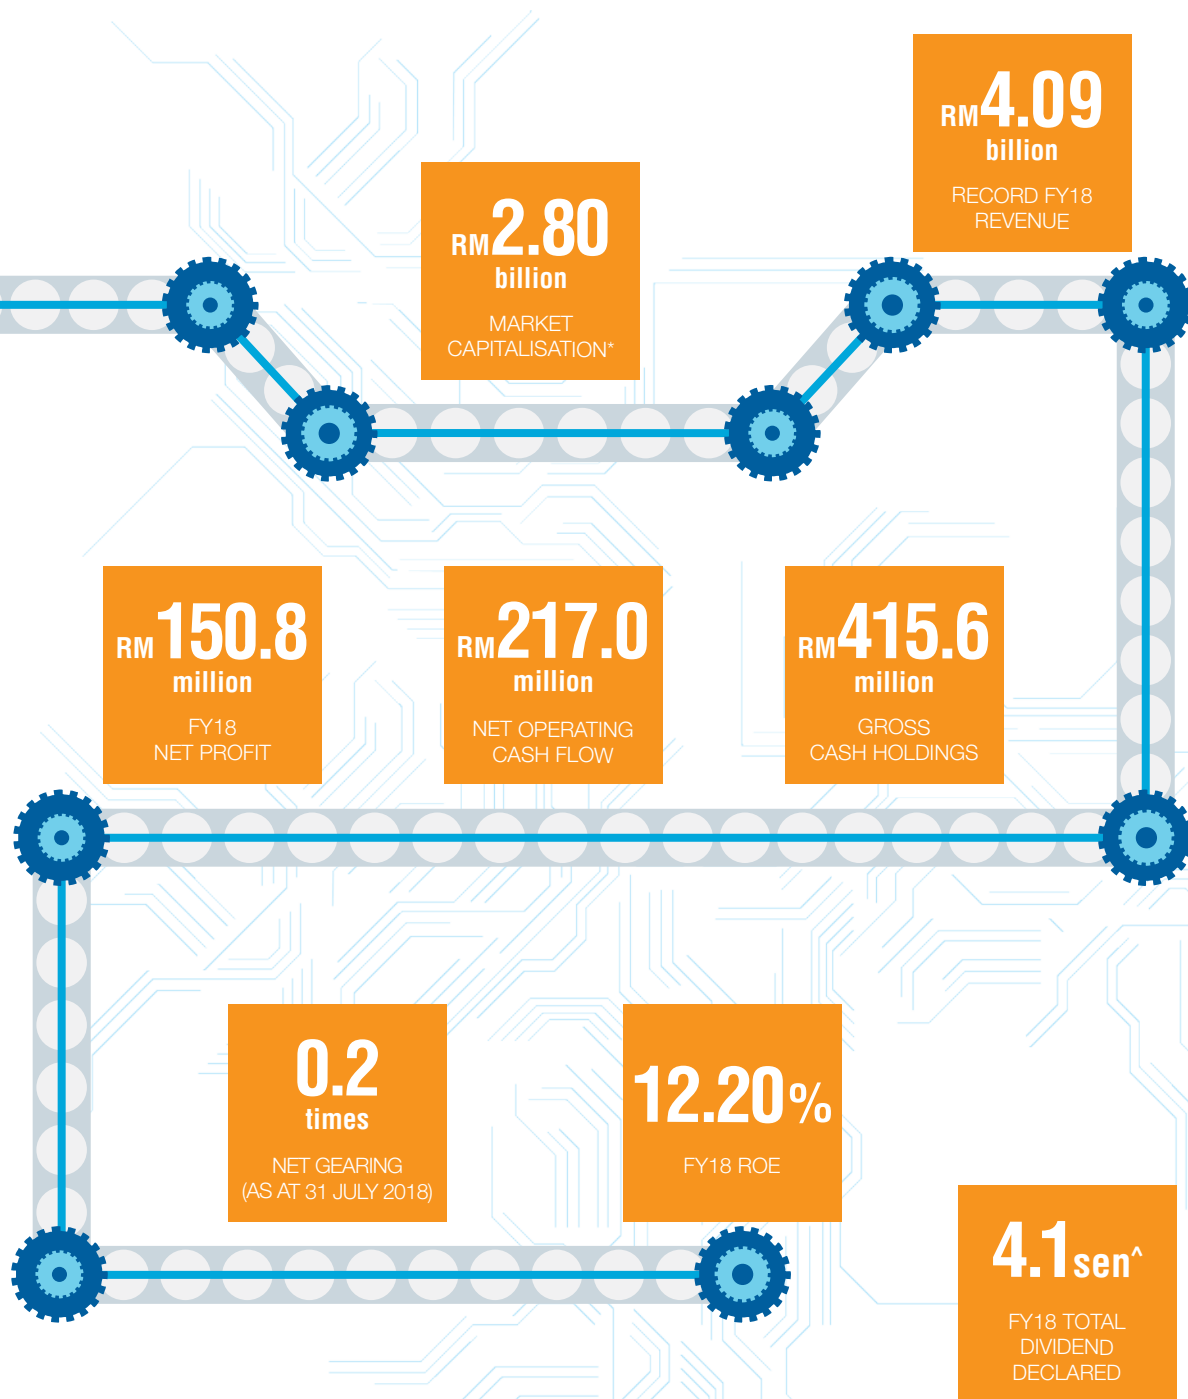 RM4.09
billion
RECORD FY18
REVENUE
RM2.80
billion
MARKET
CAPITALISATION*
RM 150.8
million
FY18
NET PROFIT
RM217.0
million
NET OPERATING
CASH FLOW
RM415.6
million
GROSS
CASH HOLDINGS
0.2
times
NET GEARING
(AS AT 31 JULY 2018)
12.20%
FY18 ROE
4.1sen^
FY18 TOTAL
DIVIDEND
DECLARED